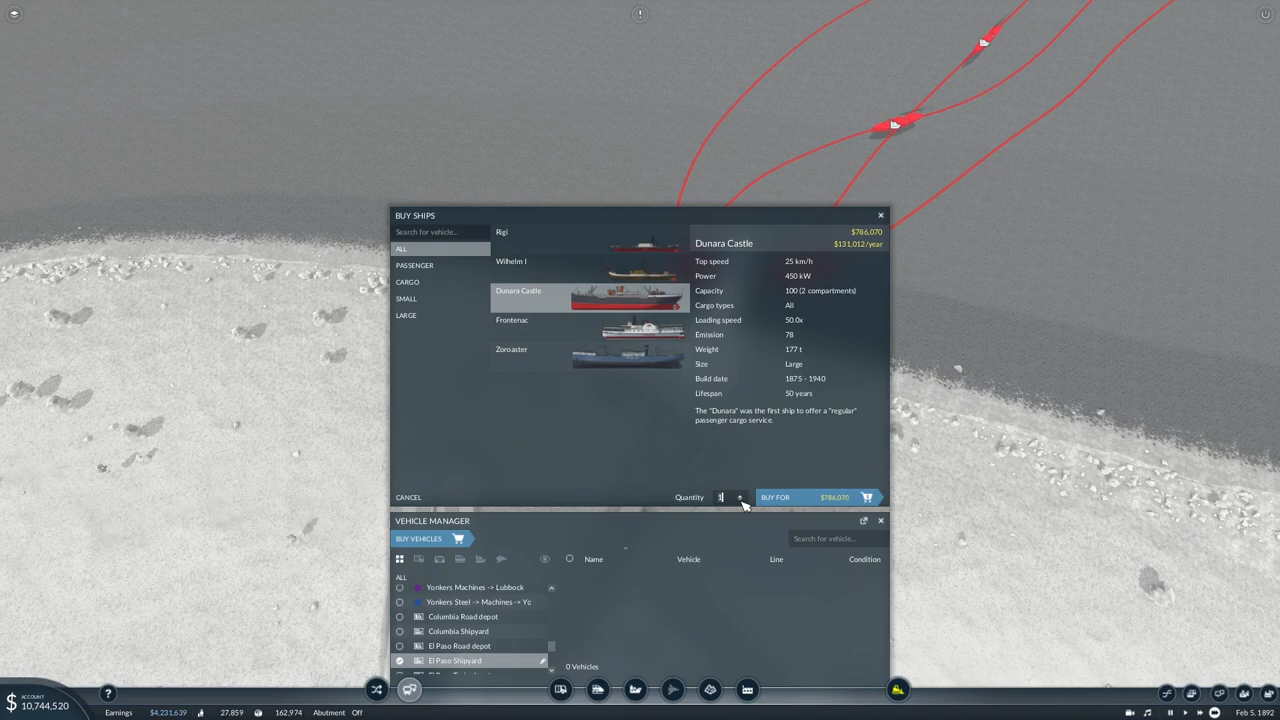 BUY SHIPS
Search for vehicle...
ALL
PASSENGER
CARGO
SMALL
LARGE
Rigi
Wilhelm I
Dunara Castle
Frontenac
Zoroaster
$786,070
Dunara Castle
$131,012/year
Top speed 25 km/h
Power 450 kW
Capacity 100 (2 compartments)
Cargo types All
Loading speed 50.0x
Emission 78
Weight 177 t
Size Large
Build date 1875 - 1940
Lifespan 50 years
The "Dunara" was the first ship to offer a "regular"
passenger cargo service.
CANCEL
Quantity 1
BUY FOR $786,070
VEHICLE MANAGER
BUY VEHICLES
Search for vehicle...
Name Vehicle Line Condition
ALL
Yonkers Machines -> Lubbock
Yonkers Steel -> Machines -> Yo
Columbia Road depot
Columbia Shipyard
El Paso Road depot
El Paso Shipyard
0 Vehicles
$ ACCOUNT
10,744,520
?
Earnings $4,231,639 27,859 162,974 Abutment Off
Feb 5, 1892